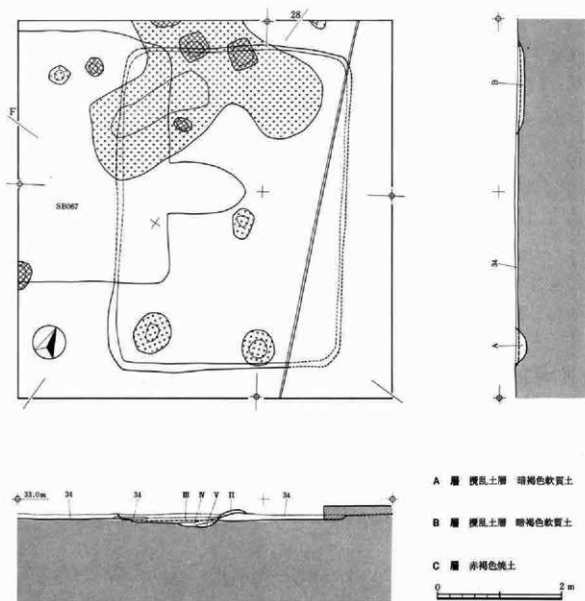 28
F
SB067
B
34
A
33.0m
34
34
III
IV
V
II
34
A 層 攪乱土層 暗褐色軟質土
B 層 攪乱土層 暗褐色軟質土
C 層 赤褐色焼土
0
2 m